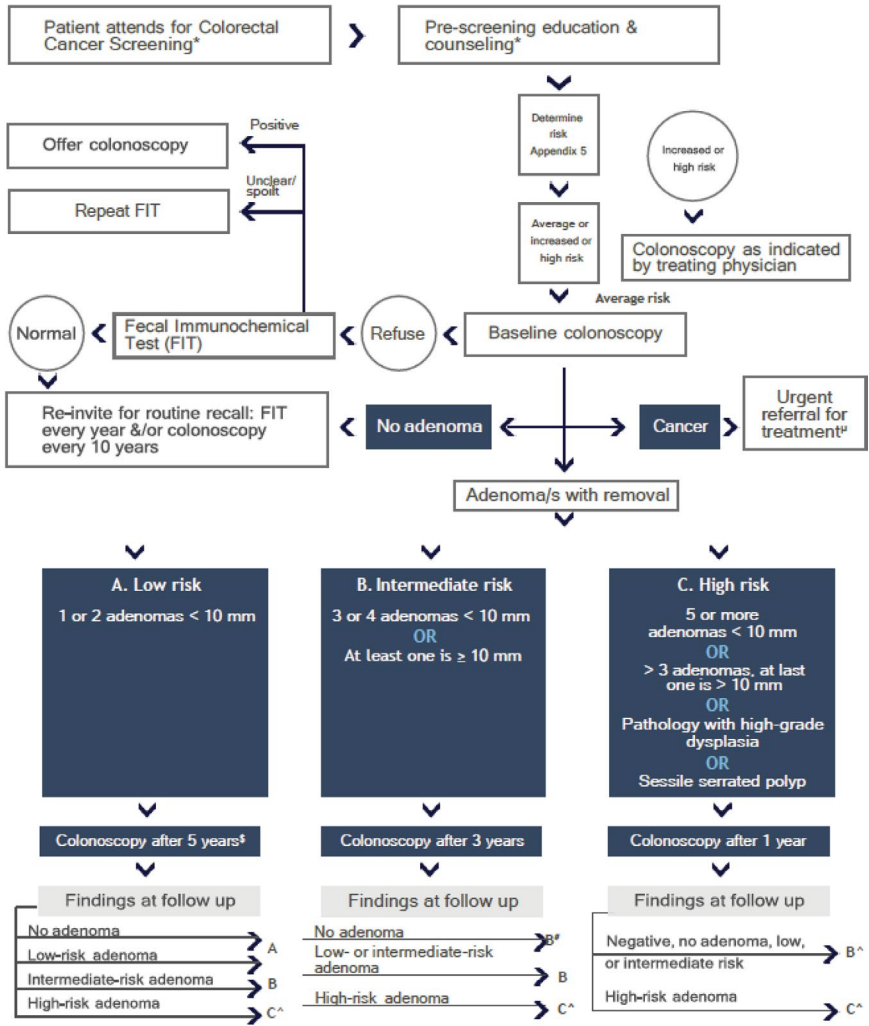 Patient attends for Colorectal
Cancer Screening*
Pre-screening education &
counseling*
Determine
risk
Appendix 5
Increased or
high risk
Positive
Offer colonoscopy
Unclear/
spoilt
Repeat FIT
Average or
increased or
high risk
Colonoscopy as indicated
by treating physician
Average risk
Normal
Fecal Immunochemical
Test (FIT)
Refuse
Baseline colonoscopy
Re-invite for routine recall: FIT
every year &/or colonoscopy
every 10 years
No adenoma
Cancer
Urgent
referral for
treatmentµ
Adenoma/s with removal
A. Low risk
1 or 2 adenomas < 10 mm
B. Intermediate risk
3 or 4 adenomas < 10 mm
OR
At least one is ≥ 10 mm
C. High risk
5 or more
adenomas < 10 mm
OR
> 3 adenomas, at last
one is > 10 mm
OR
Pathology with high-grade
dysplasia
OR
Sessile serrated polyp
Colonoscopy after 5 years$
Colonoscopy after 3 years
Colonoscopy after 1 year
Findings at follow up
No adenoma
A
Low-risk adenoma
Intermediate-risk adenoma
B
High-risk adenoma
C^
Findings at follow up
No adenoma
B#
Low- or intermediate-risk
adenoma
B
High-risk adenoma
C^
Findings at follow up
Negative, no adenoma, low,
or intermediate risk
B^
High-risk adenoma
C^